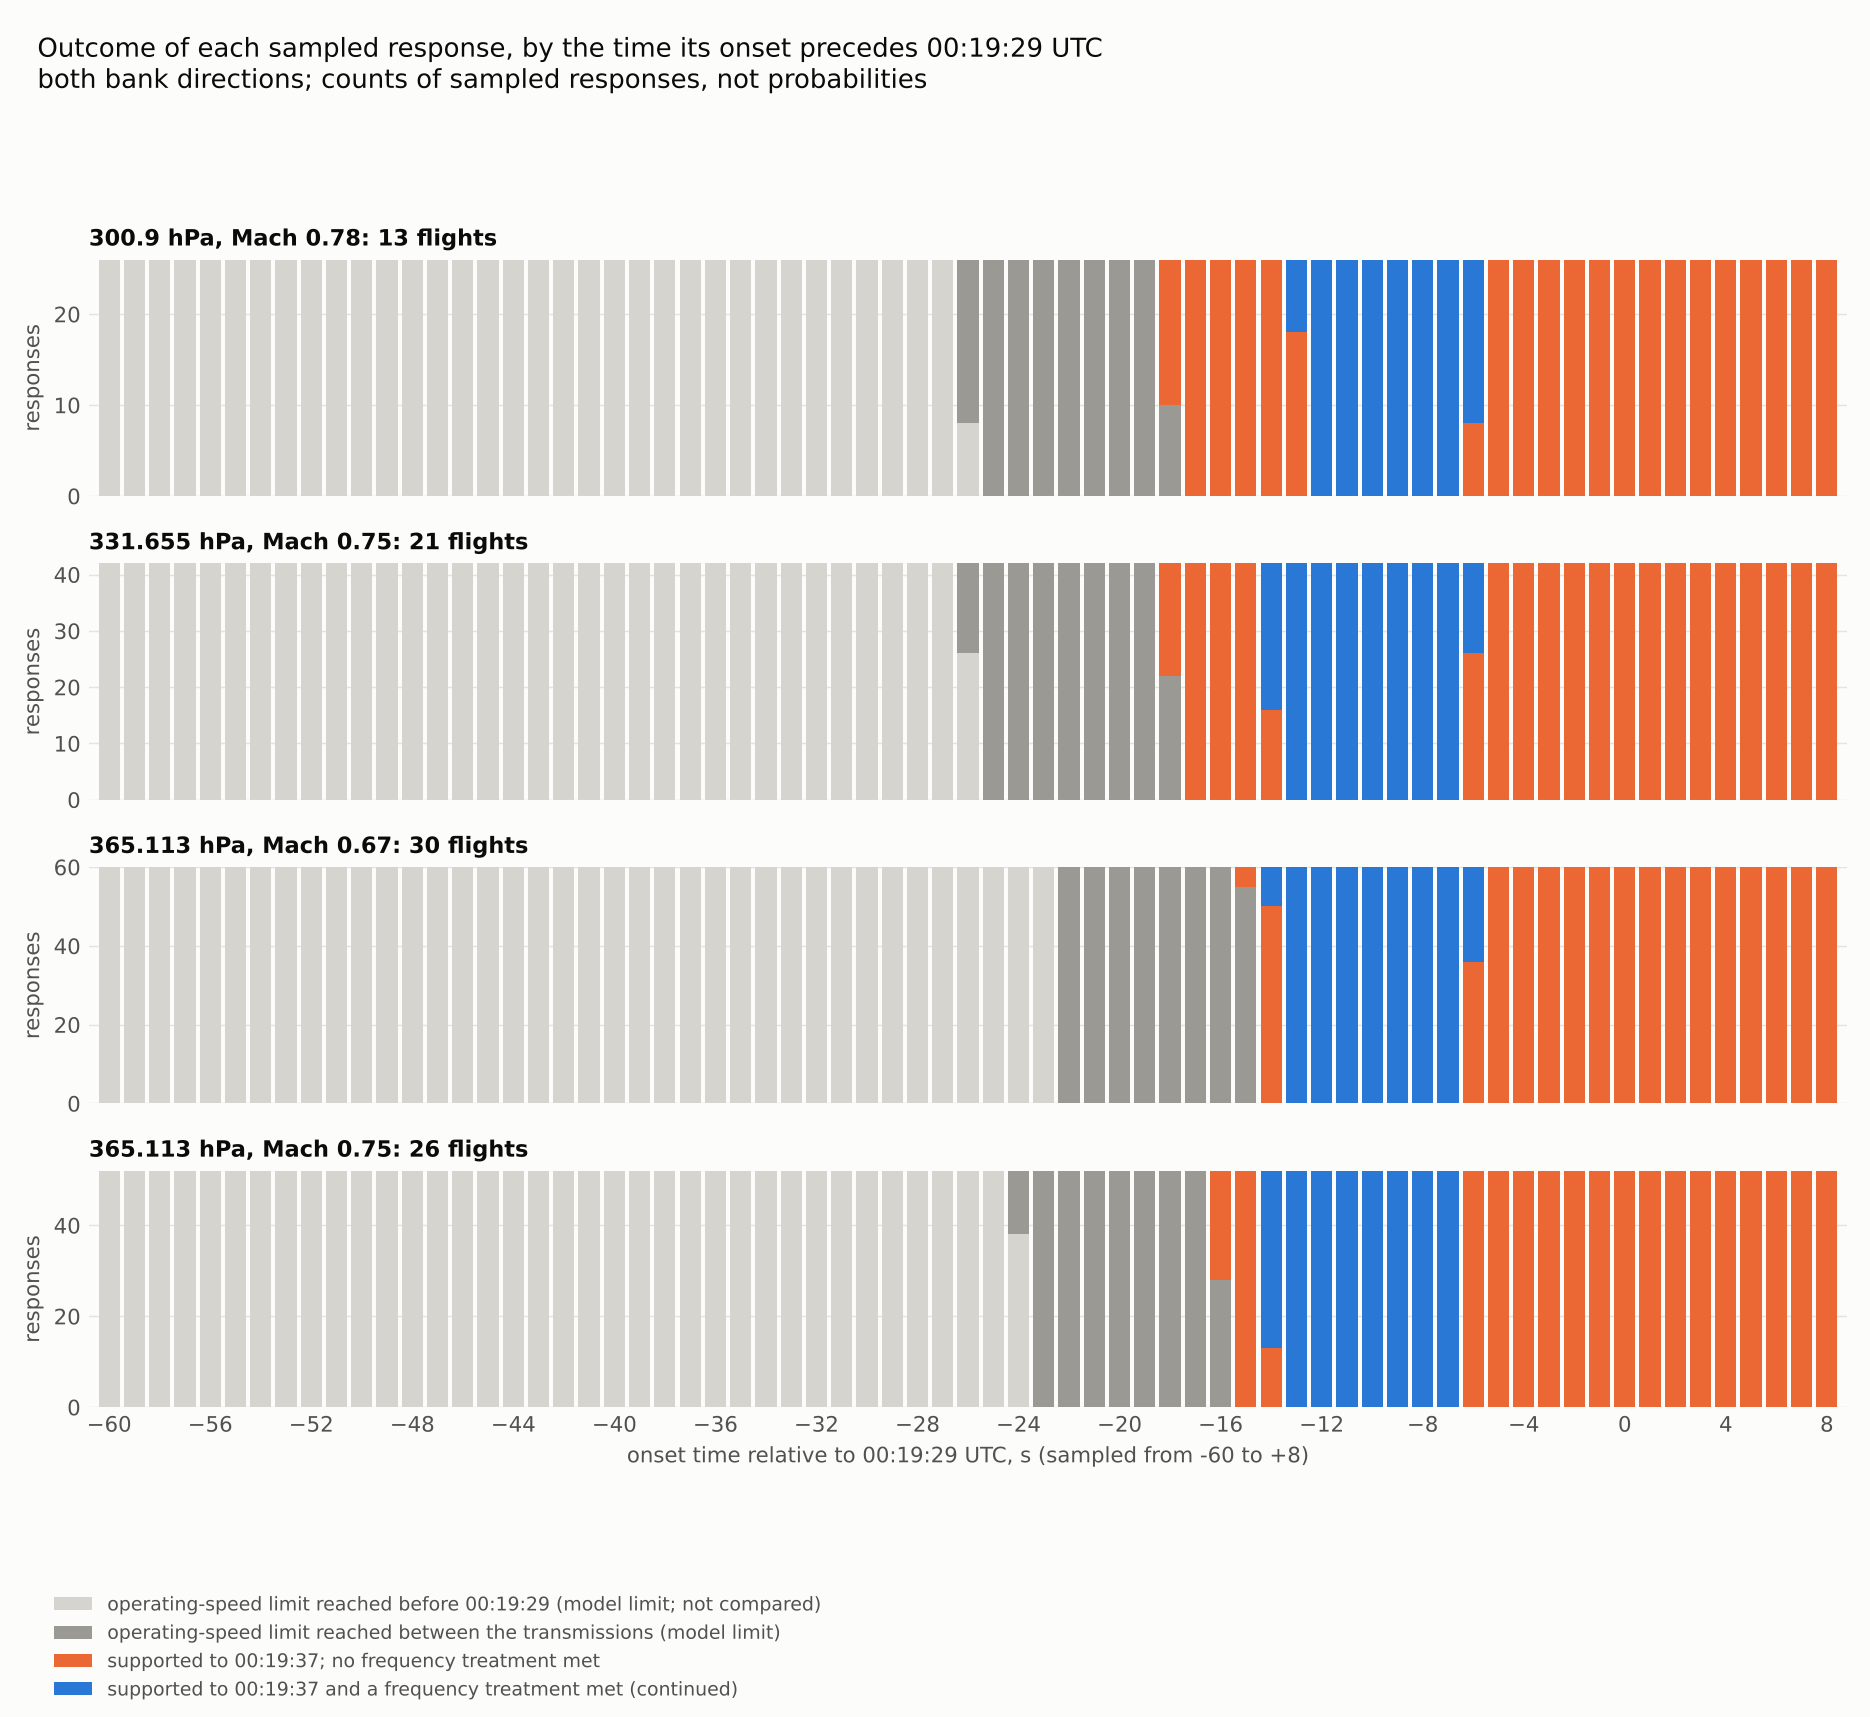 Outcome of each sampled response, by the time its onset precedes 00:19:29 UTC
both bank directions; counts of sampled responses, not probabilities
300.9 hPa, Mach 0.78: 13 flights
responses
20
10
0
331.655 hPa, Mach 0.75: 21 flights
responses
40
30
20
10
0
365.113 hPa, Mach 0.67: 30 flights
responses
60
40
20
0
365.113 hPa, Mach 0.75: 26 flights
responses
40
20
0
−60 −56 −52 −48 −44 −40 −36 −32 −28 −24 −20 −16 −12 −8 −4 0 4 8
onset time relative to 00:19:29 UTC, s (sampled from -60 to +8)
operating-speed limit reached before 00:19:29 (model limit; not compared)
operating-speed limit reached between the transmissions (model limit)
supported to 00:19:37; no frequency treatment met
supported to 00:19:37 and a frequency treatment met (continued)